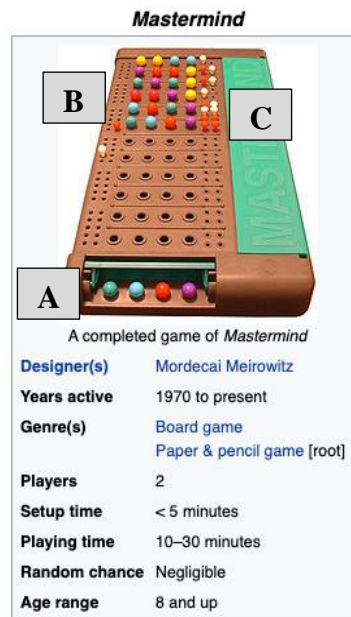 Mastermind
B
C
MASTERMIND
A
A completed game of Mastermind
Designer(s) Mordecai Meirowitz
Years active 1970 to present
Genre(s) Board game
Paper & pencil game [root]
Players 2
Setup time < 5 minutes
Playing time 10–30 minutes
Random chance Negligible
Age range 8 and up